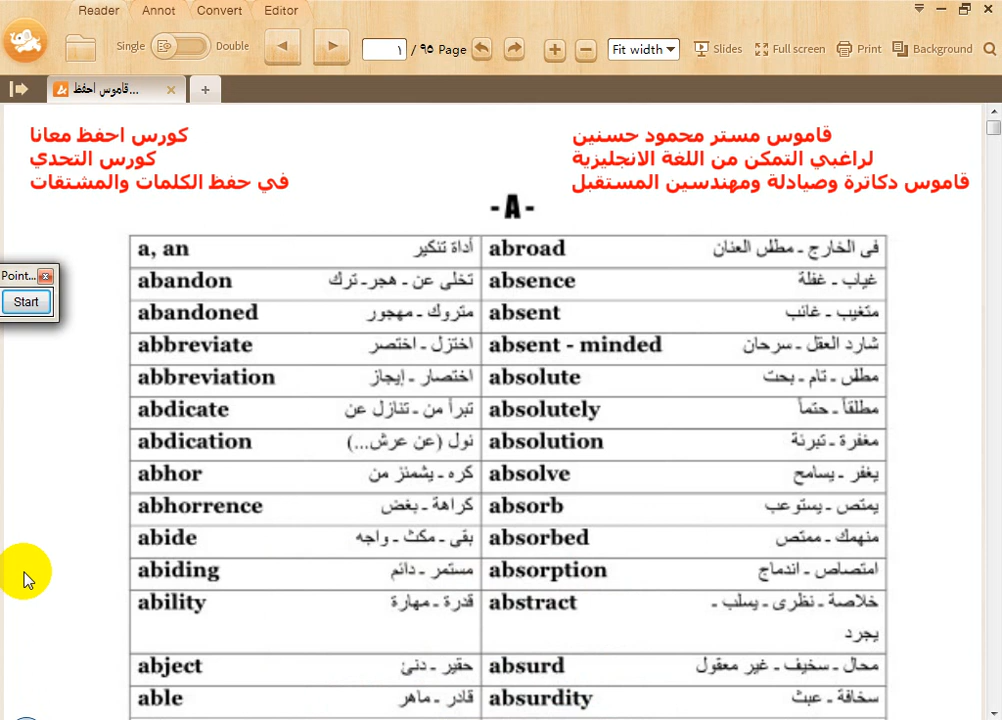 Reader Annot Convert Editor
Single Double ١ / ٩٥ Page Fit width Slides Full screen Print Background
قاموس احفظ...
قاموس مستر محمود حسنين
لراغبي التمكن من اللغة الانجليزية
قاموس دكاترة وصيادلة ومهندسين المستقبل
كورس احفظ معانا
كورس التحدي
في حفظ الكلمات والمشتقات
- A -
Point...
Start
a, an أداة تنكير abroad فى الخارج ـ مطلق العنان
abandon تخلى عن ـ هجر ـ ترك absence غياب ـ غفلة
abandoned متروك ـ مهجور absent متغيب ـ غائب
abbreviate اختزل ـ اختصر absent - minded شارد العقل ـ سرحان
abbreviation اختصار ـ إيجاز absolute مطلق ـ تام ـ بحت
abdicate تبرأ من ـ تنازل عن absolutely مطلقاً ـ حتماً
abdication نول (عن عرش...) absolution مغفرة ـ تبرئة
abhor كره ـ يشمئز من absolve يغفر ـ يسامح
abhorrence كراهة ـ بغض absorb يمتص ـ يستوعب
abide بقى ـ مكث ـ واجه absorbed منهمك ـ ممتص
abiding مستمر ـ دائم absorption امتصاص ـ اندماج
ability قدرة ـ مهارة abstract خلاصة ـ نظرى ـ يسلب ـ
يجرد
abject حقير ـ دنئ absurd محال ـ سخيف ـ غير معقول
able قادر ـ ماهر absurdity سخافة ـ عبث